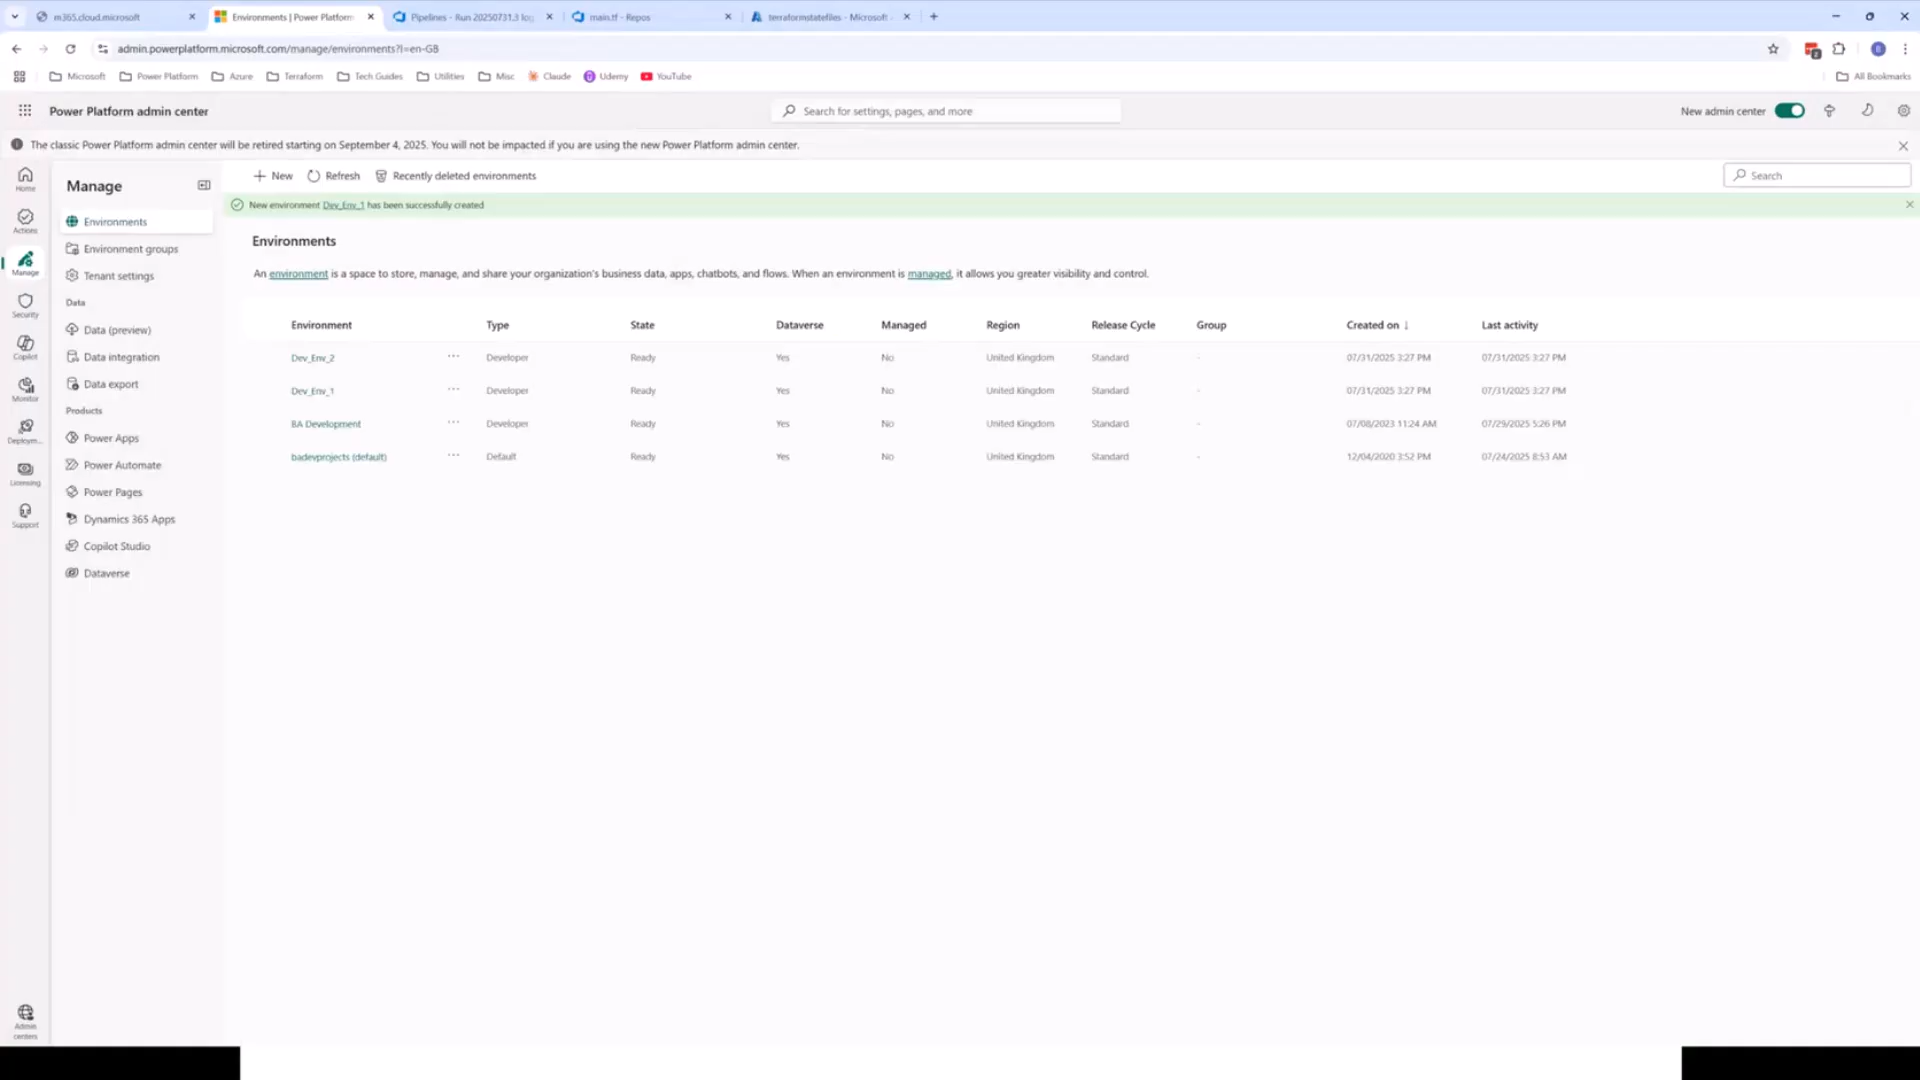 m365.cloud.microsoft
Environments | Power Platform
Pipelines - Run 20250731.3 log
main.tf - Repos
terraforminstatefiles - Microsoft
admin.powerplatform.microsoft.com/manage/environments?l=en-GB
Microsoft
Power Platform
Azure
Terraform
Tech Guides
Utilities
Misc
Claude
Udemy
YouTube
All Bookmarks
Power Platform admin center
Search for settings, pages, and more
New admin center
The classic Power Platform admin center will be retired starting on September 4, 2025. You will not be impacted if you are using the new Power Platform admin center.
Home
Actions
Manage
Security
Copilot
Monitor
Deploym...
Licensing
Support
Admin
centers
Manage
Environments
Environment groups
Tenant settings
Data
Data (preview)
Data integration
Data export
Products
Power Apps
Power Automate
Power Pages
Dynamics 365 Apps
Copilot Studio
Dataverse
New
Refresh
Recently deleted environments
Search
New environment Dev_Env_1 has been successfully created
Environments
An environment is a space to store, manage, and share your organization's business data, apps, chatbots, and flows. When an environment is managed, it allows you greater visibility and control.
Environment Type State Dataverse Managed Region Release Cycle Group Created on ↓ Last activity
Dev_Env_2 ... Developer Ready Yes No United Kingdom Standard - 07/31/2025 3:27 PM 07/31/2025 3:27 PM
Dev_Env_1 ... Developer Ready Yes No United Kingdom Standard - 07/31/2025 3:27 PM 07/31/2025 3:27 PM
BA Development ... Developer Ready Yes No United Kingdom Standard - 07/08/2023 11:24 AM 07/29/2025 5:26 PM
badevprojects (default) ... Default Ready Yes No United Kingdom Standard - 12/04/2020 3:52 PM 07/24/2025 8:53 AM